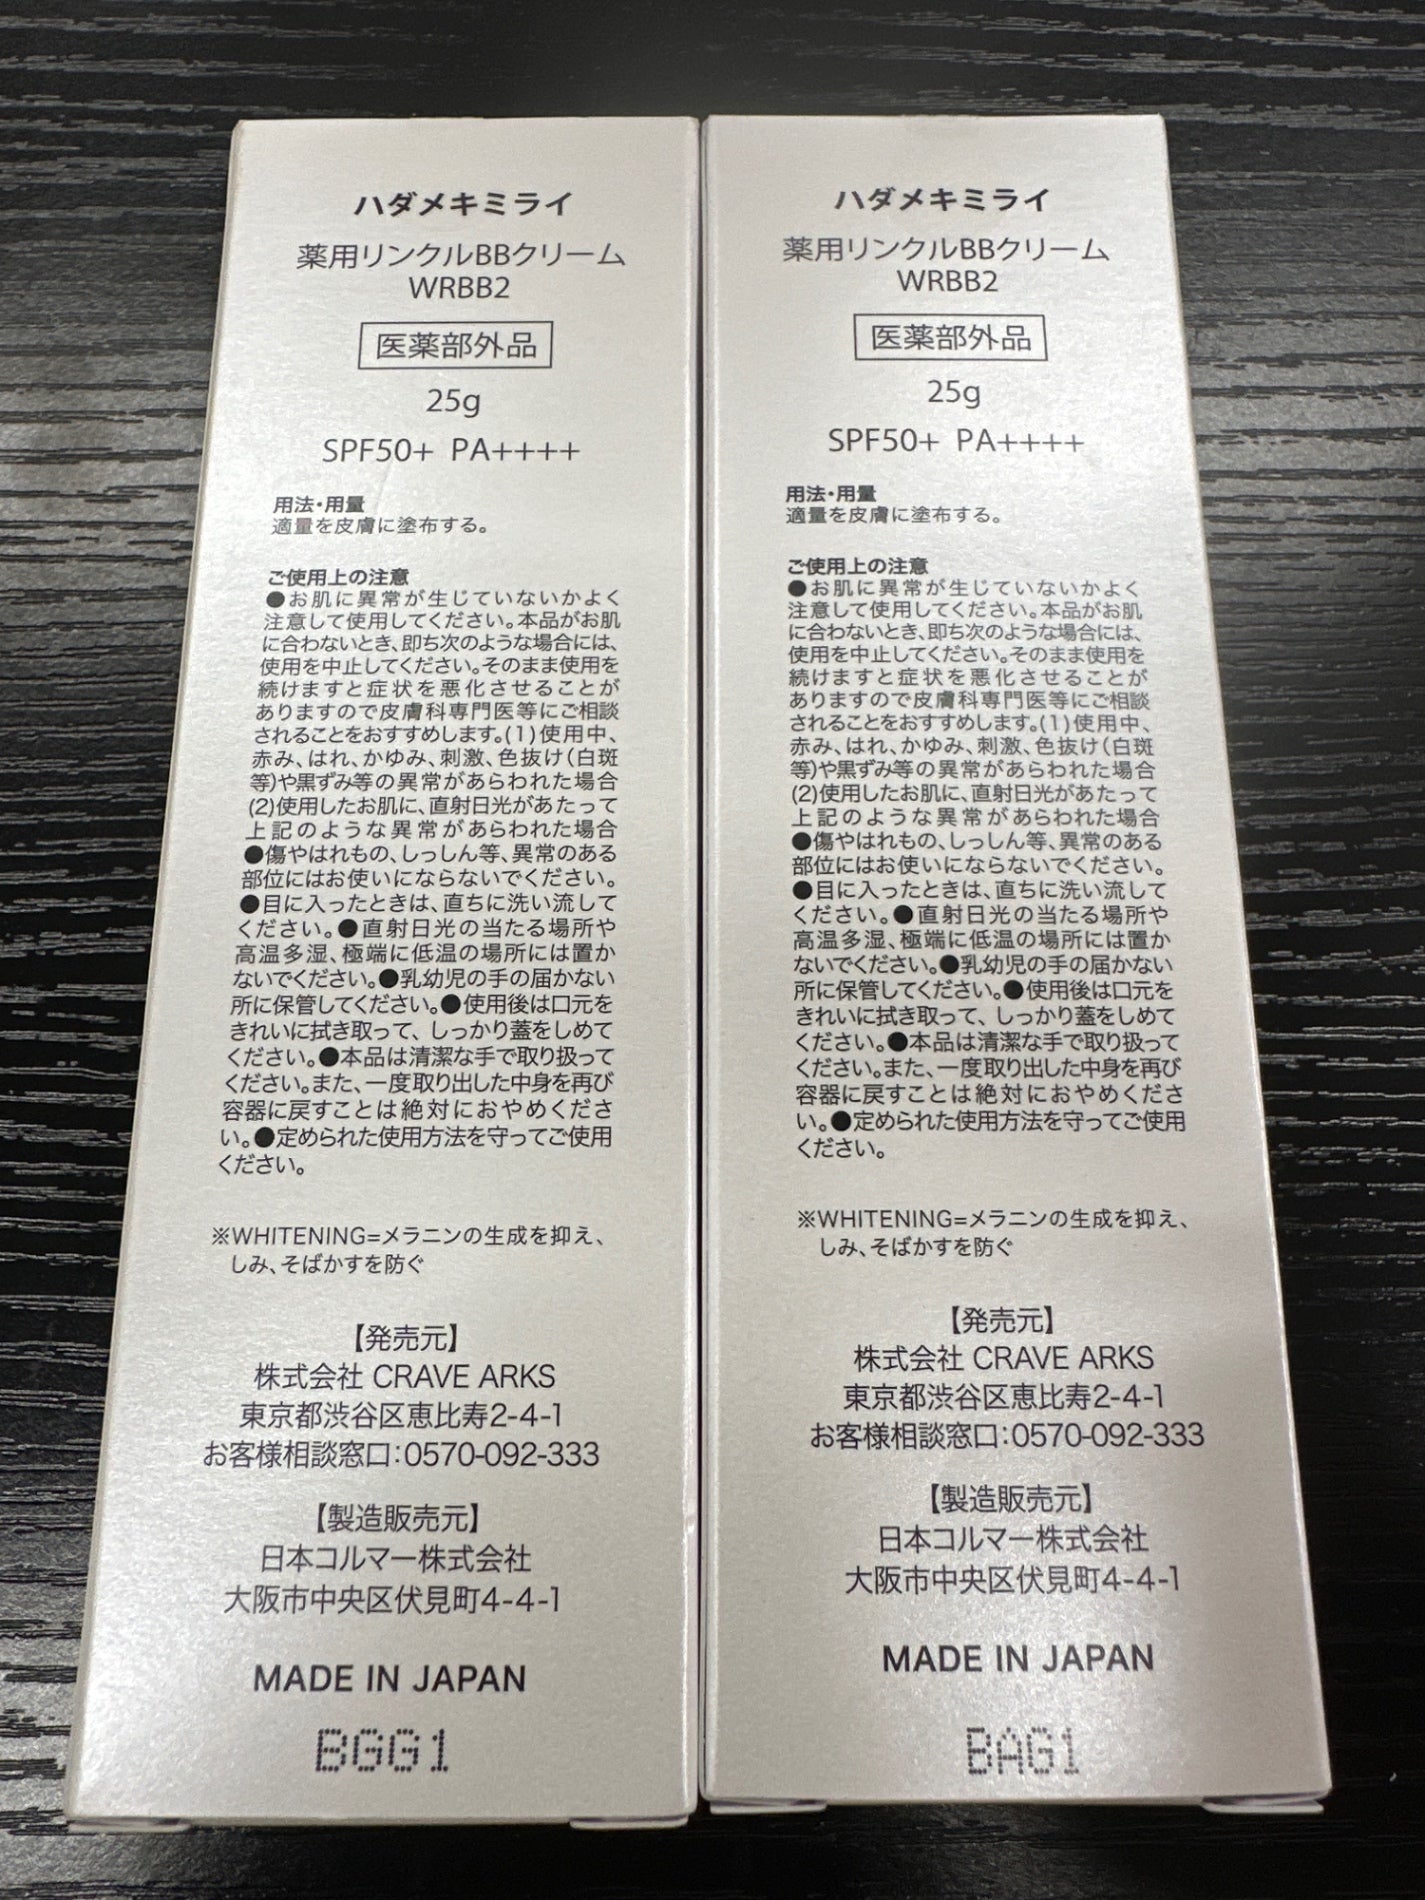 ハダメキミライ
薬用リンクルBBクリーム
WRBB2
医薬部外品
25g
SPF50+ PA++++
用法・用量
適量を皮膚に塗布する。
ご使用上の注意
●お肌に異常が生じていないかよく
注意して使用してください。本品がお肌
に合わないとき、即ち次のような場合には、
使用を中止してください。そのまま使用を
続けますと症状を悪化させることが
ありますので皮膚科専門医等にご相談
されることをおすすめします。(1)使用中、
赤み、はれ、かゆみ、刺激、色抜け(白斑
等)や黒ずみ等の異常があらわれた場合
(2)使用したお肌に、直射日光があたって
上記のような異常があらわれた場合
●傷やはれもの、しっしん等、異常のある
部位にはお使いにならないでください。
●目に入ったときは、直ちに洗い流して
ください。●直射日光の当たる場所や
高温多湿、極端に低温の場所には置か
ないでください。●乳幼児の手の届かない
所に保管してください。●使用後は口元を
きれいに拭き取って、しっかり蓋をしめて
ください。●本品は清潔な手で取り扱って
ください。また、一度取り出した中身を再び
容器に戻すことは絶対におやめくださ
い。●定められた使用方法を守ってご使用
ください。
※WHITENING=メラニンの生成を抑え、
しみ、そばかすを防ぐ
【発売元】
株式会社 CRAVE ARKS
東京都渋谷区恵比寿2-4-1
お客様相談窓口:0570-092-333
【製造販売元】
日本コルマー株式会社
大阪市中央区伏見町4-4-1
MADE IN JAPAN
BGG1
ハダメキミライ
薬用リンクルBBクリーム
WRBB2
医薬部外品
25g
SPF50+ PA++++
用法・用量
適量を皮膚に塗布する。
ご使用上の注意
●お肌に異常が生じていないかよく
注意して使用してください。本品がお肌
に合わないとき、即ち次のような場合には、
使用を中止してください。そのまま使用を
続けますと症状を悪化させることが
ありますので皮膚科専門医等にご相談
されることをおすすめします。(1)使用中、
赤み、はれ、かゆみ、刺激、色抜け(白斑
等)や黒ずみ等の異常があらわれた場合
(2)使用したお肌に、直射日光があたって
上記のような異常があらわれた場合
●傷やはれもの、しっしん等、異常のある
部位にはお使いにならないでください。
●目に入ったときは、直ちに洗い流して
ください。●直射日光の当たる場所や
高温多湿、極端に低温の場所には置か
ないでください。●乳幼児の手の届かない
所に保管してください。●使用後は口元を
きれいに拭き取って、しっかり蓋をしめて
ください。●本品は清潔な手で取り扱って
ください。また、一度取り出した中身を再び
容器に戻すことは絶対におやめくださ
い。●定められた使用方法を守ってご使用
ください。
※WHITENING=メラニンの生成を抑え、
しみ、そばかすを防ぐ
【発売元】
株式会社 CRAVE ARKS
東京都渋谷区恵比寿2-4-1
お客様相談窓口:0570-092-333
【製造販売元】
日本コルマー株式会社
大阪市中央区伏見町4-4-1
MADE IN JAPAN
BAG1